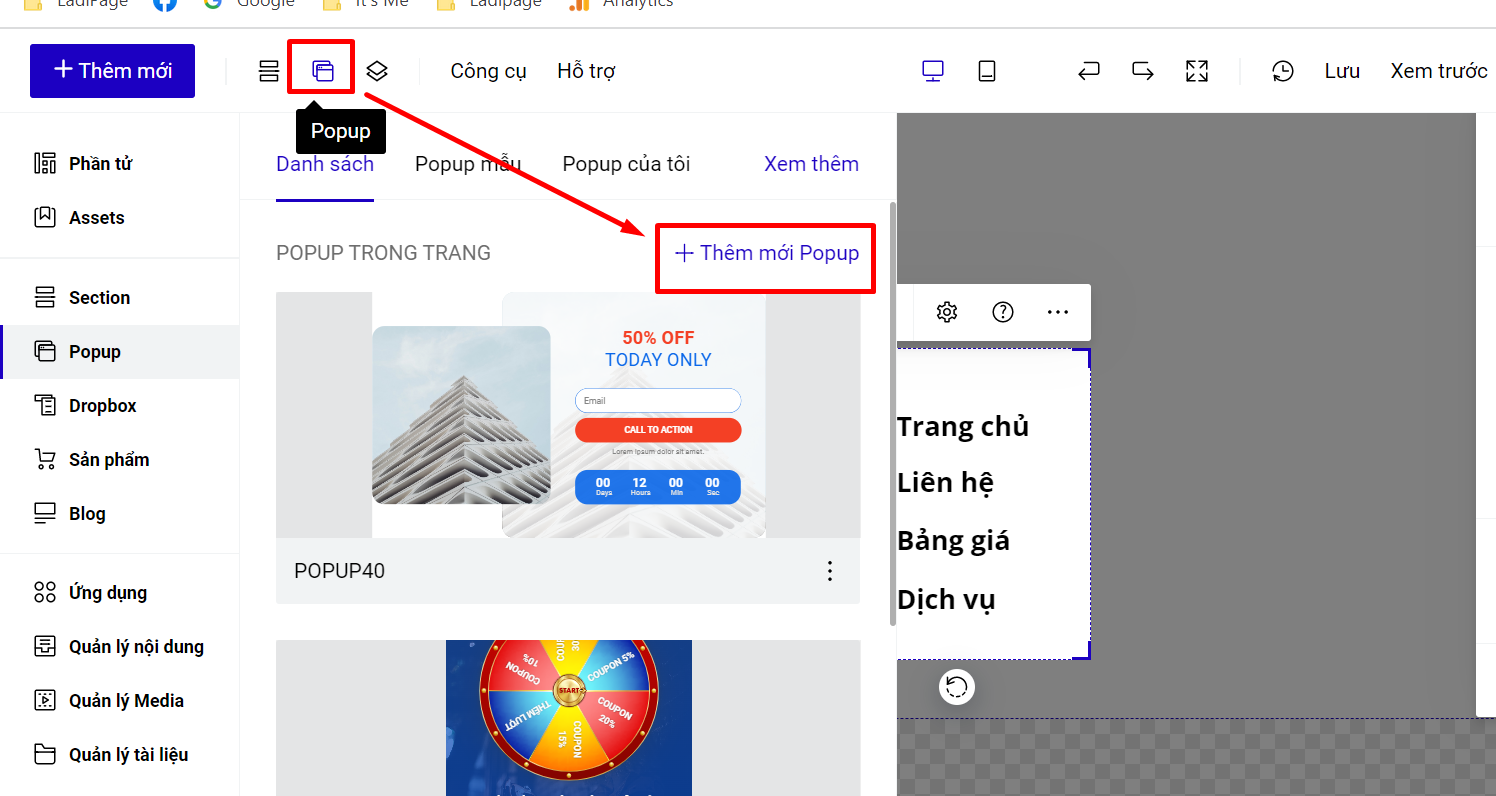 LadiPage Google It's Me Ladipage Analytics
Thêm mới Công cụ Hỗ trợ Lưu Xem trước
Popup
Danh sách Popup mẫu Popup của tôi Xem thêm
Phần tử
Assets
Section
Popup
Dropbox
Sản phẩm
Blog
Ứng dụng
Quản lý nội dung
Quản lý Media
Quản lý tài liệu
POPUP TRONG TRANG + Thêm mới Popup
50% OFF
TODAY ONLY
Email
CALL TO ACTION
Lorem ipsum dolor sit amet.
00 12 00 00
Days Hours Min Sec
POPUP40
COUPON 10%
COUPON 5%
START
THÊM LƯỢT
COUPON 20%
COUPON 15%
Trang chủ
Liên hệ
Bảng giá
Dịch vụ